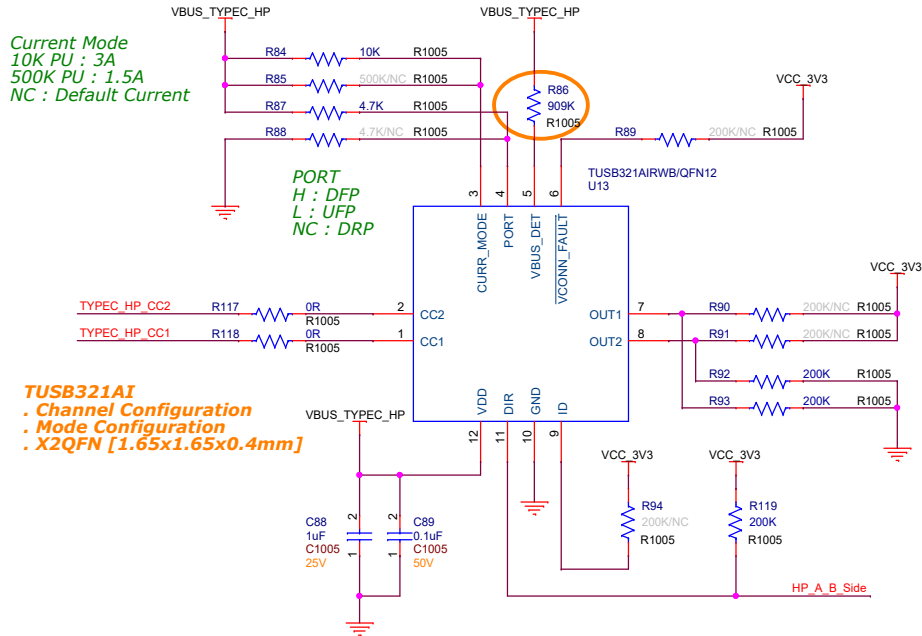 VBUS_TYPEC_HP
VBUS_TYPEC_HP
Current Mode
10K PU : 3A
500K PU : 1.5A
NC : Default Current
R84 10K R1005
R85 500K/NC R1005
R87 4.7K R1005
R88 4.7K/NC R1005
R86
909K
R1005
VCC_3V3
R89 200K/NC R1005
TUSB321AIRWB/QFN12
U13
PORT
H : DFP
L : UFP
NC : DRP
3 4 5 6
CURR_MODE PORT VBUS_DET VCONN_FAULT
VCC_3V3
TYPEC_HP_CC2 R117 0R 2 CC2
R1005
TYPEC_HP_CC1 R118 0R 1 CC1
R1005
OUT1 7 R90 200K/NC R1005
OUT2 8 R91 200K/NC R1005
R92 200K R1005
R93 200K R1005
TUSB321AI
. Channel Configuration
. Mode Configuration
. X2QFN [1.65x1.65x0.4mm]
VDD DIR GND ID
12 11 10 9
VBUS_TYPEC_HP
VCC_3V3
VCC_3V3
C88
1uF
C1005
25V
2
1
C89
0.1uF
C1005
50V
2
1
R94
200K/NC
R1005
R119
200K
R1005
HP_A_B_Side